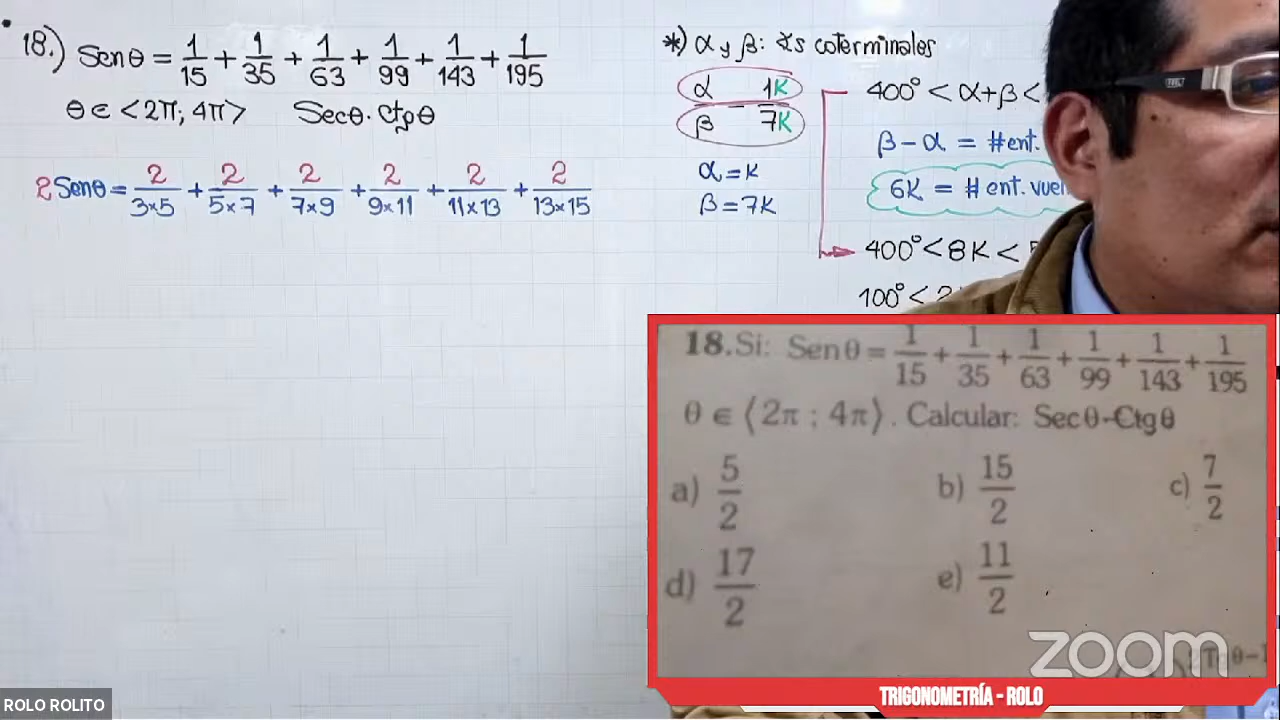 18.) Senθ = 1/15 + 1/35 + 1/63 + 1/99 + 1/143 + 1/195
θ ∈ <2π; 4π> Secθ·Ctgθ
2Senθ = 2/3×5 + 2/5×7 + 2/7×9 + 2/9×11 + 2/11×13 + 2/13×15
*) α y β: ∡s coterminales
α 1K
β 7K
α = K
β = 7K
400° < α+β <
β - α = #ent.
6K = # ent.
400° < 8K <
100° <
18. Si: Senθ = 1/15 + 1/35 + 1/63 + 1/99 + 1/143 + 1/195
θ ∈ ⟨2π ; 4π⟩. Calcular: Secθ-Ctgθ
a) 5/2 b) 15/2 c) 7/2
d) 17/2 e) 11/2
zoom
TRIGONOMETRÍA - ROLO
ROLO ROLITO